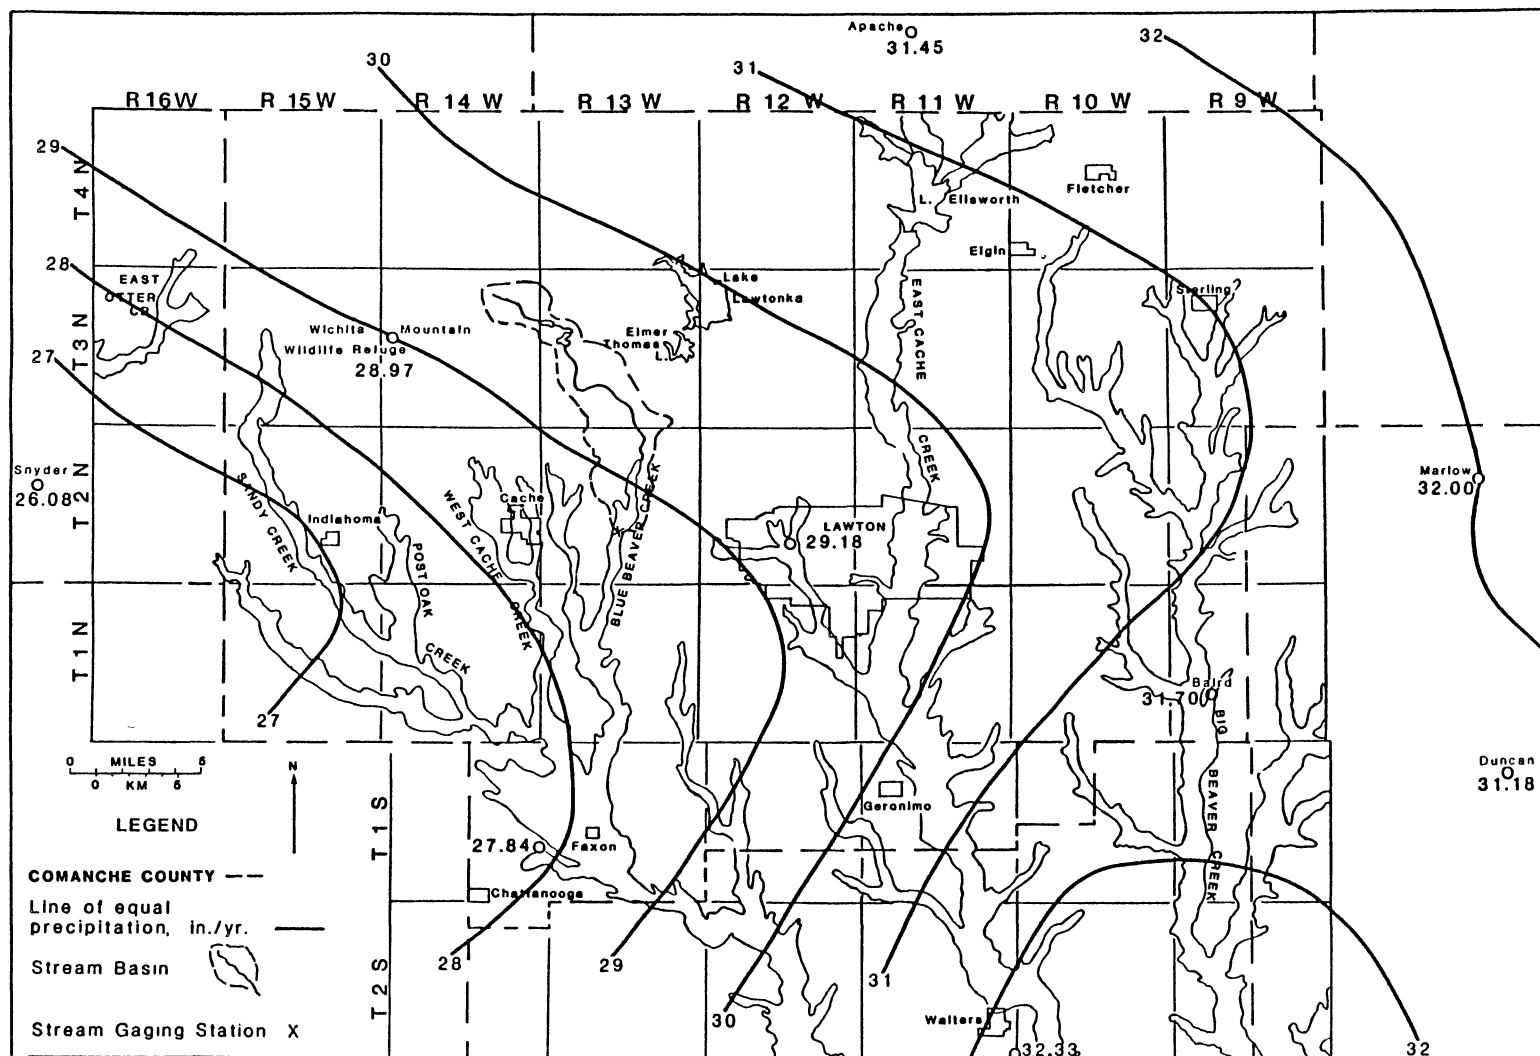 Apache
31.45
32
30
31
R 16 W
R 15 W
R 14 W
R 13 W
R 12 W
R 11 W
R 10 W
R 9 W
29
T 4 N
Fletcher
L. Ellsworth
Elgin
28
EAST
OTTER
CR.
Lake
Lawtonka
Sterling
Wichita Mountain
Wildlife Refuge
28.97
Elmer
Thomas
L.
EAST CACHE
CREEK
T 3 N
27
Snyder
26.08
T 2 N
SANDY CREEK
Indiahoma
POST OAK
CREEK
WEST CACHE CREEK
Cache
BLUE BEAVER CREEK
X
LAWTON
29.18
Marlow
32.00
T 1 N
27
Baird
31.70
BIG
BEAVER
CREEK
Duncan
31.18
0 MILES 5
0 KM 5
N
T 1 S
Geronimo
27.84
Faxon
Chattanooga
LEGEND
COMANCHE COUNTY
Line of equal
precipitation, in./yr.
Stream Basin
Stream Gaging Station X
T 2 S
28
29
30
31
Walters
32.33
32